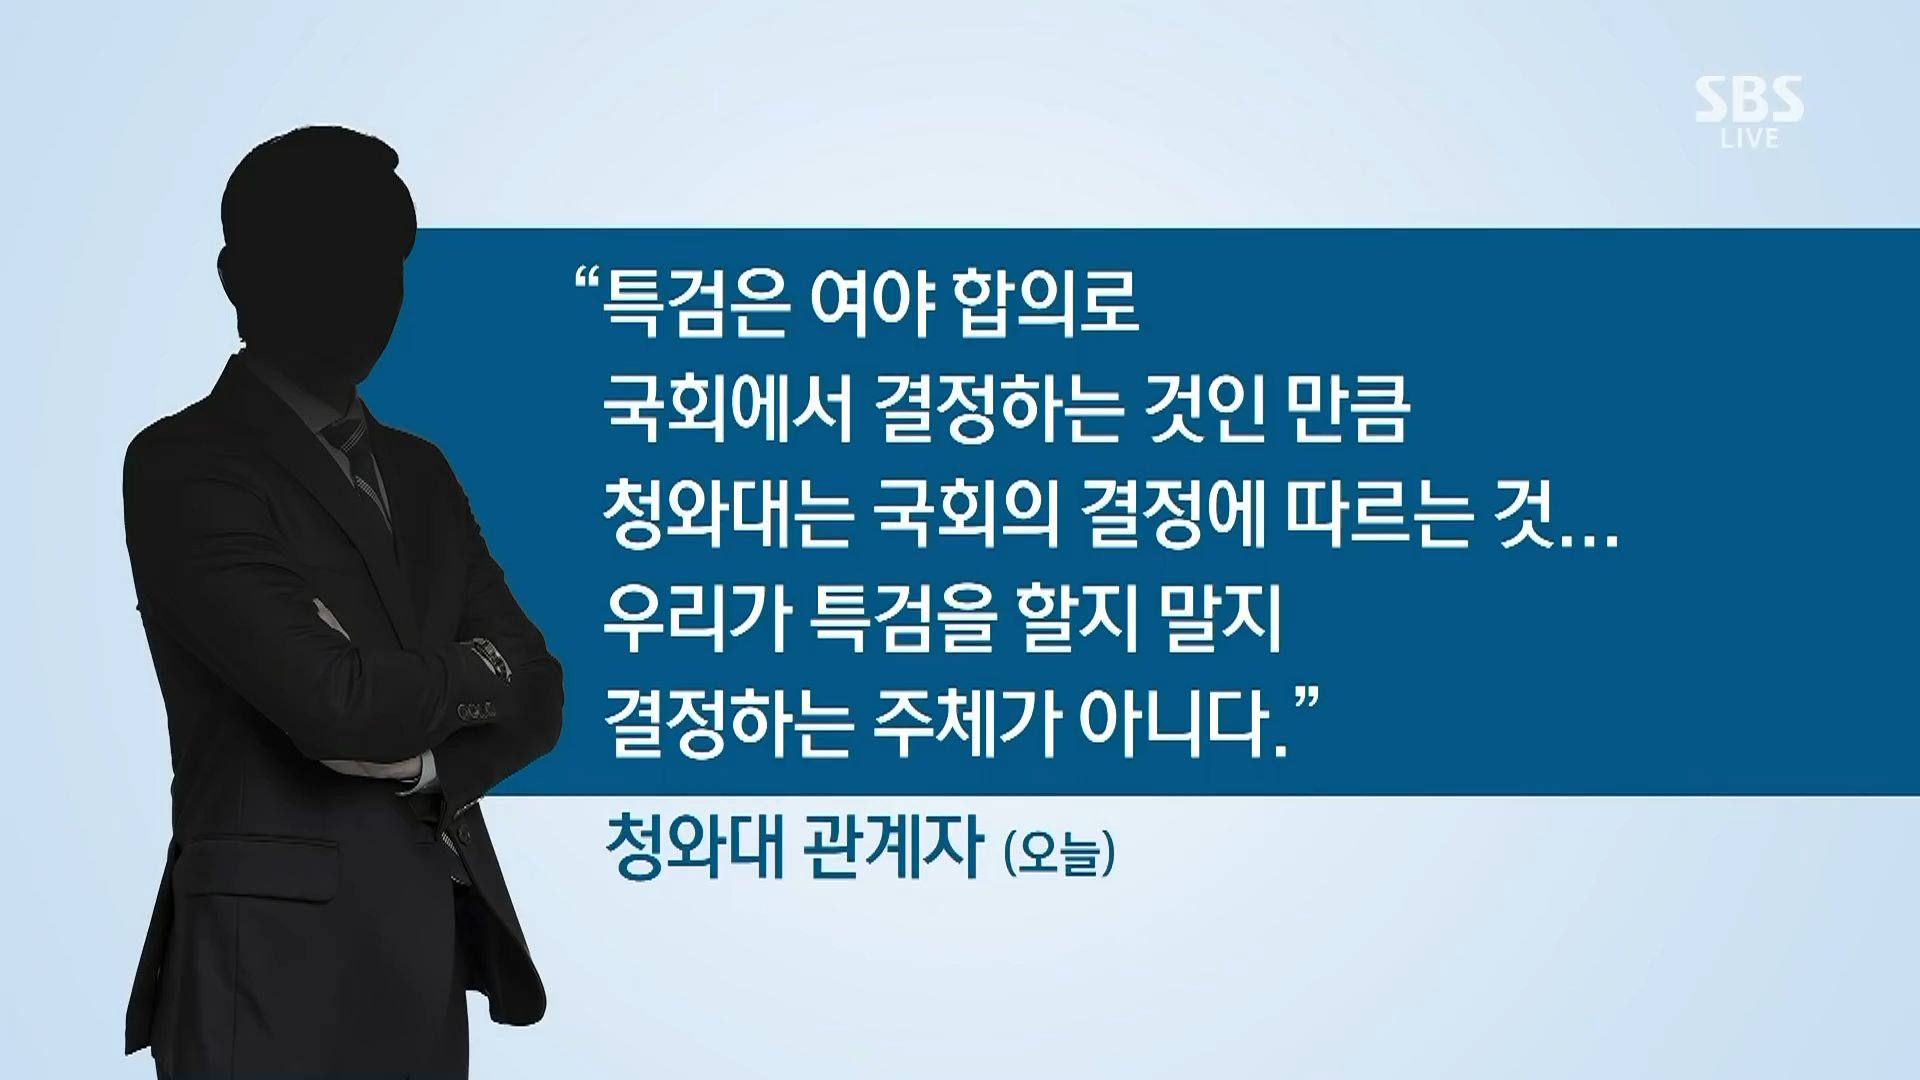 SBS
LIVE
“특검은 여야 합의로
국회에서 결정하는 것인 만큼
청와대는 국회의 결정에 따르는 것...
우리가 특검을 할지 말지
결정하는 주체가 아니다.”
청와대 관계자 (오늘)